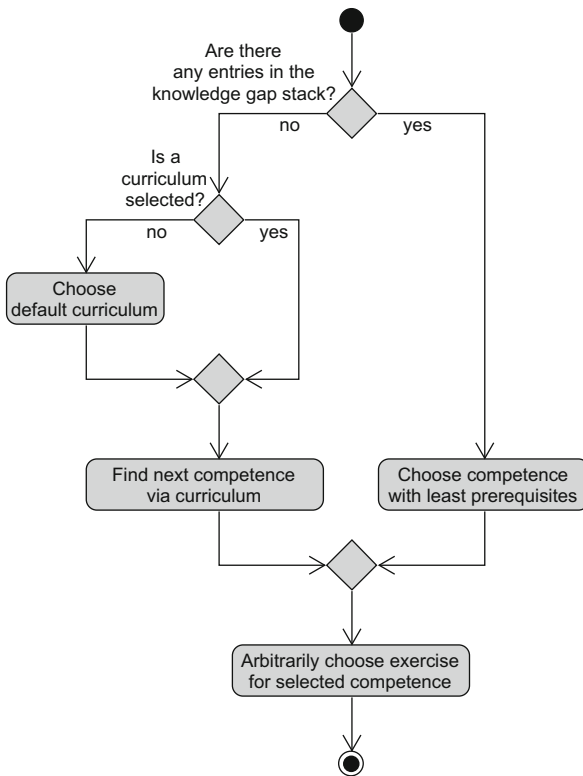 Are there
any entries in the
knowledge gap stack?
no
yes
Is a
curriculum
selected?
no
yes
Choose
default curriculum
Find next competence
via curriculum
Choose competence
with least prerequisites
Arbitrarily choose exercise
for selected competence